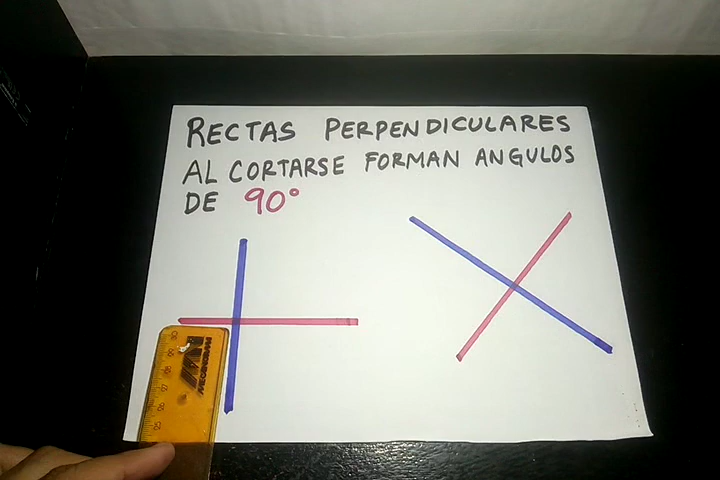 RECTAS PERPENDICULARES
AL CORTARSE FORMAN ANGULOS
DE 90°